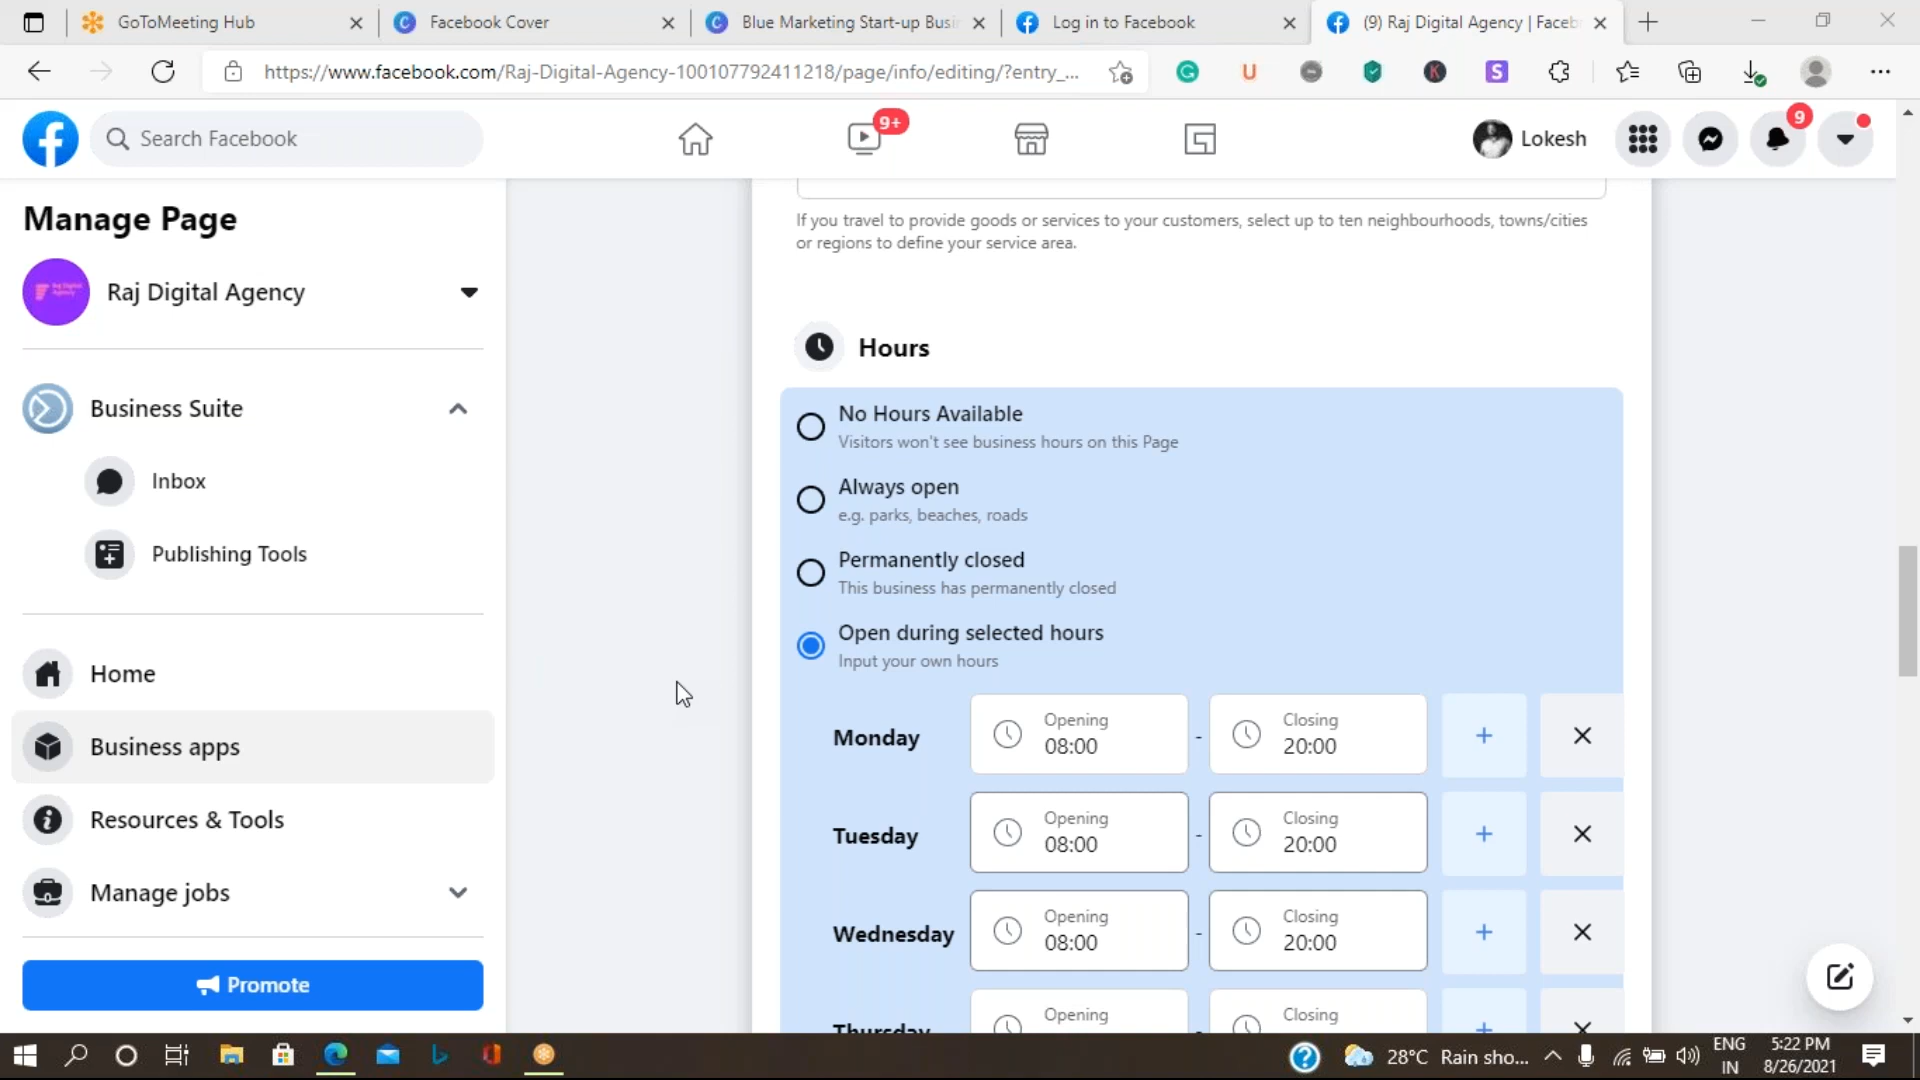 GoToMeeting Hub
Facebook Cover
Blue Marketing Start-up Busi
Log in to Facebook
(9) Raj Digital Agency | Faceb
https://www.facebook.com/Raj-Digital-Agency-100107792411218/page/info/editing/?entry_...
Search Facebook
9+
Lokesh
9
Manage Page
Raj Digital Agency
Business Suite
Inbox
Publishing Tools
Home
Business apps
Resources & Tools
Manage jobs
Promote
If you travel to provide goods or services to your customers, select up to ten neighbourhoods, towns/cities
or regions to define your service area.
Hours
No Hours Available
Visitors won't see business hours on this Page
Always open
e.g. parks, beaches, roads
Permanently closed
This business has permanently closed
Open during selected hours
Input your own hours
Monday
Opening
08:00
-
Closing
20:00
+
Tuesday
Opening
08:00
-
Closing
20:00
+
Wednesday
Opening
08:00
-
Closing
20:00
+
Thursday
Opening
-
Closing
+
28°C Rain sho...
ENG
IN
5:22 PM
8/26/2021